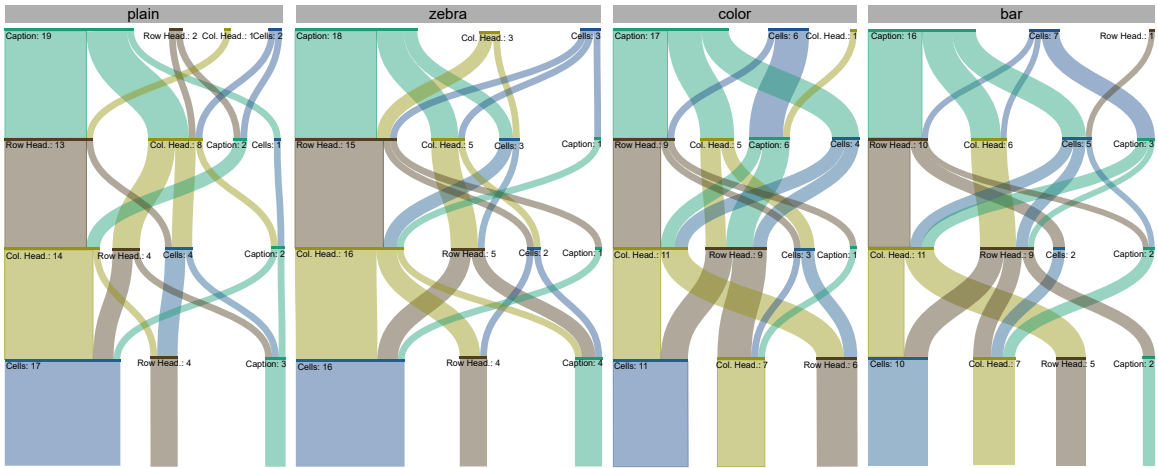 plain
zebra
color
bar
Caption: 19
Row Head.: 2
Col. Head.: 1
Cells: 2
Caption: 18
Col. Head.: 3
Cells: 3
Caption: 17
Cells: 6
Col. Head.: 1
Caption: 16
Cells: 7
Row Head.: 1
Row Head.: 13
Col. Head.: 8
Caption: 2
Cells: 1
Row Head.: 15
Col. Head.: 5
Cells: 3
Caption: 1
Row Head.: 9
Col. Head.: 5
Caption: 6
Cells: 4
Row Head.: 10
Col. Head.: 6
Cells: 5
Caption: 3
Col. Head.: 14
Row Head.: 4
Cells: 4
Caption: 2
Col. Head.: 16
Row Head.: 5
Cells: 2
Caption: 1
Col. Head.: 11
Row Head.: 9
Cells: 3
Caption: 1
Col. Head.: 11
Row Head.: 9
Cells: 2
Caption: 2
Cells: 17
Row Head.: 4
Caption: 3
Cells: 16
Row Head.: 4
Caption: 4
Cells: 11
Col. Head.: 7
Row Head.: 6
Cells: 10
Col. Head.: 7
Row Head.: 5
Caption: 2